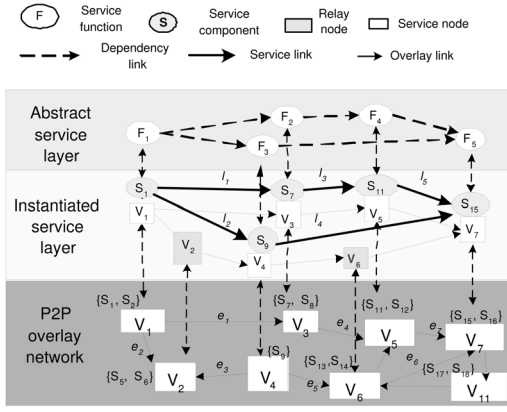 F Service function S Service component Relay node Service node
Dependency link Service link Overlay link
Abstract service layer
F1 F2 F4
F3 F5
Instantiated service layer
S1 l1 S7 l3 S11 l5 S15
V1 l2 V3 l4 V5 V7
V2 S9 V4 V6
P2P overlay network
{S1, S2} {S7, S8} {S11, S12} {S15, S16}
V1 e1 V3 e4 V5 e7 V7
e2 {S9} {S13,S14} e6 {S17, S18}
{S5, S6} V2 e3 V4 e5 V6 V11